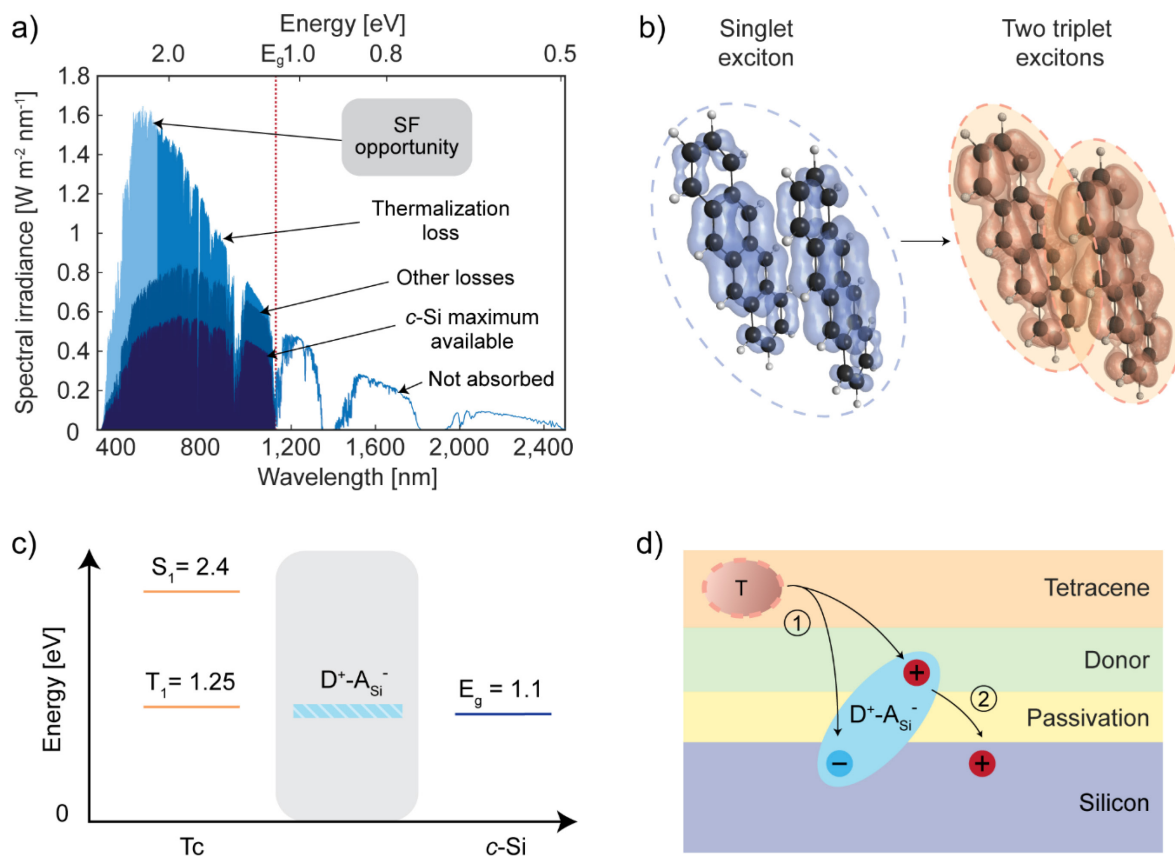 a)
Energy [eV]
2.0 Eg 1.0 0.8 0.5
Spectral irradiance [W m-2 nm-1]
1.8
1.6
1.4
1.2
1
0.8
0.6
0.4
0.2
0
SF
opportunity
Thermalization
loss
Other losses
c-Si maximum
available
Not absorbed
400 800 1,200 1,600 2,000 2,400
Wavelength [nm]
b)
Singlet
exciton
Two triplet
excitons
c)
Energy [eV]
S1 = 2.4
T1 = 1.25
D+-ASi-
Eg = 1.1
0
Tc
c-Si
d)
T
Tetracene
1
Donor
+
D+-ASi-
2
Passivation
−
+
Silicon